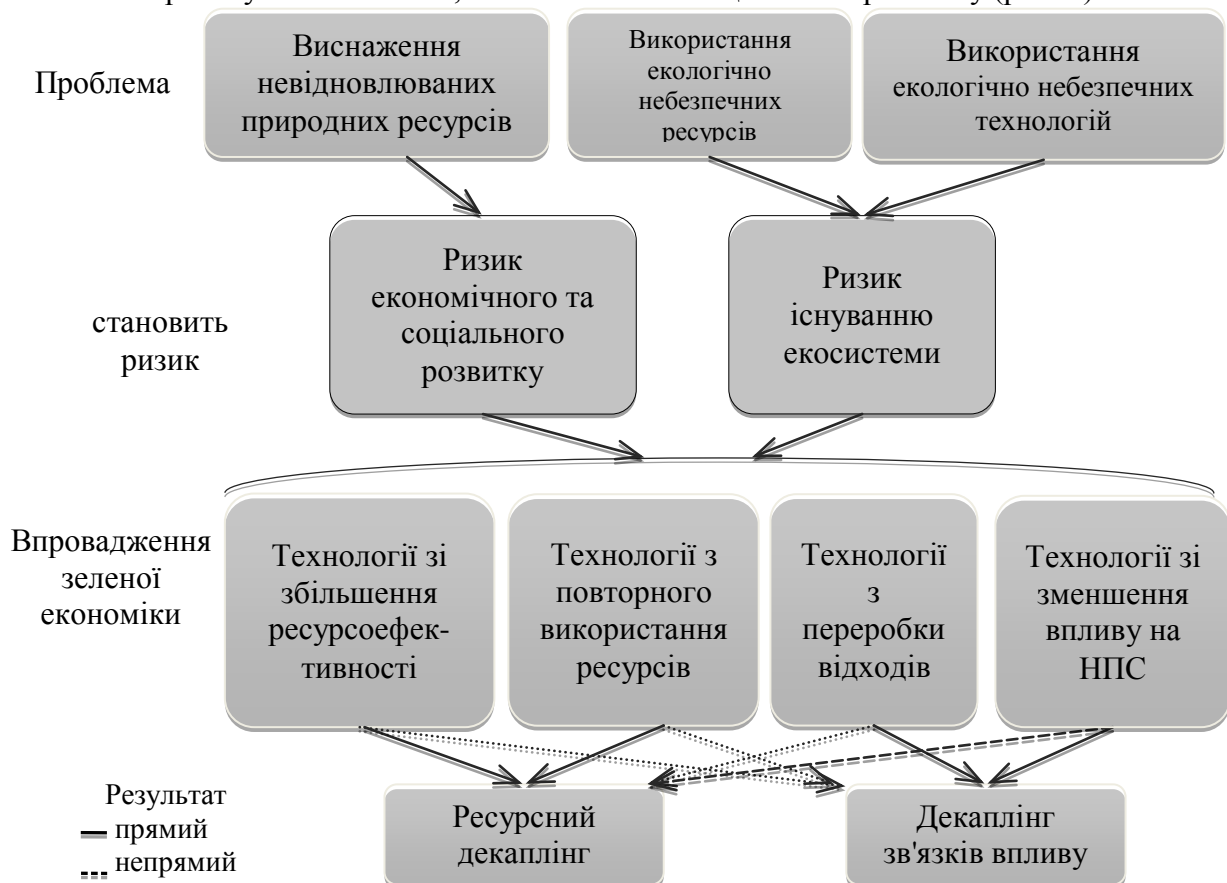 Проблема
Виснаження
невідновлюваних
природних ресурсів
Використання
екологічно
небезпечних
ресурсів
Використання
екологічно небезпечних
технологій
становить
ризик
Ризик
економічного та
соціального
розвитку
Ризик
існуванню
екосистеми
Впровадження
зеленої
економіки
Технології зі
збільшення
ресурсоефек-
тивності
Технології з
повторного
використання
ресурсів
Технології
з
переробки
відходів
Технології зі
зменшення
впливу на
НПС
Результат
прямий
непрямий
Ресурсний
декаплінг
Декаплінг
зв'язків впливу